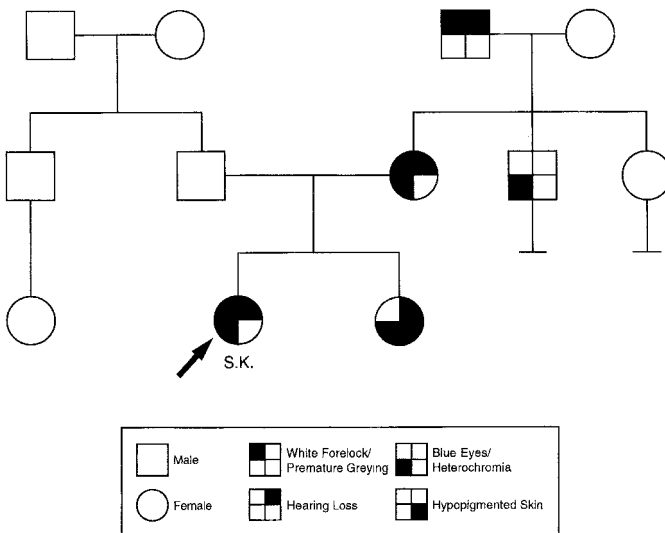 S.K.
Male
White Forelock/
Premature Greying
Blue Eyes/
Heterochromia
Female
Hearing Loss
Hypopigmented Skin